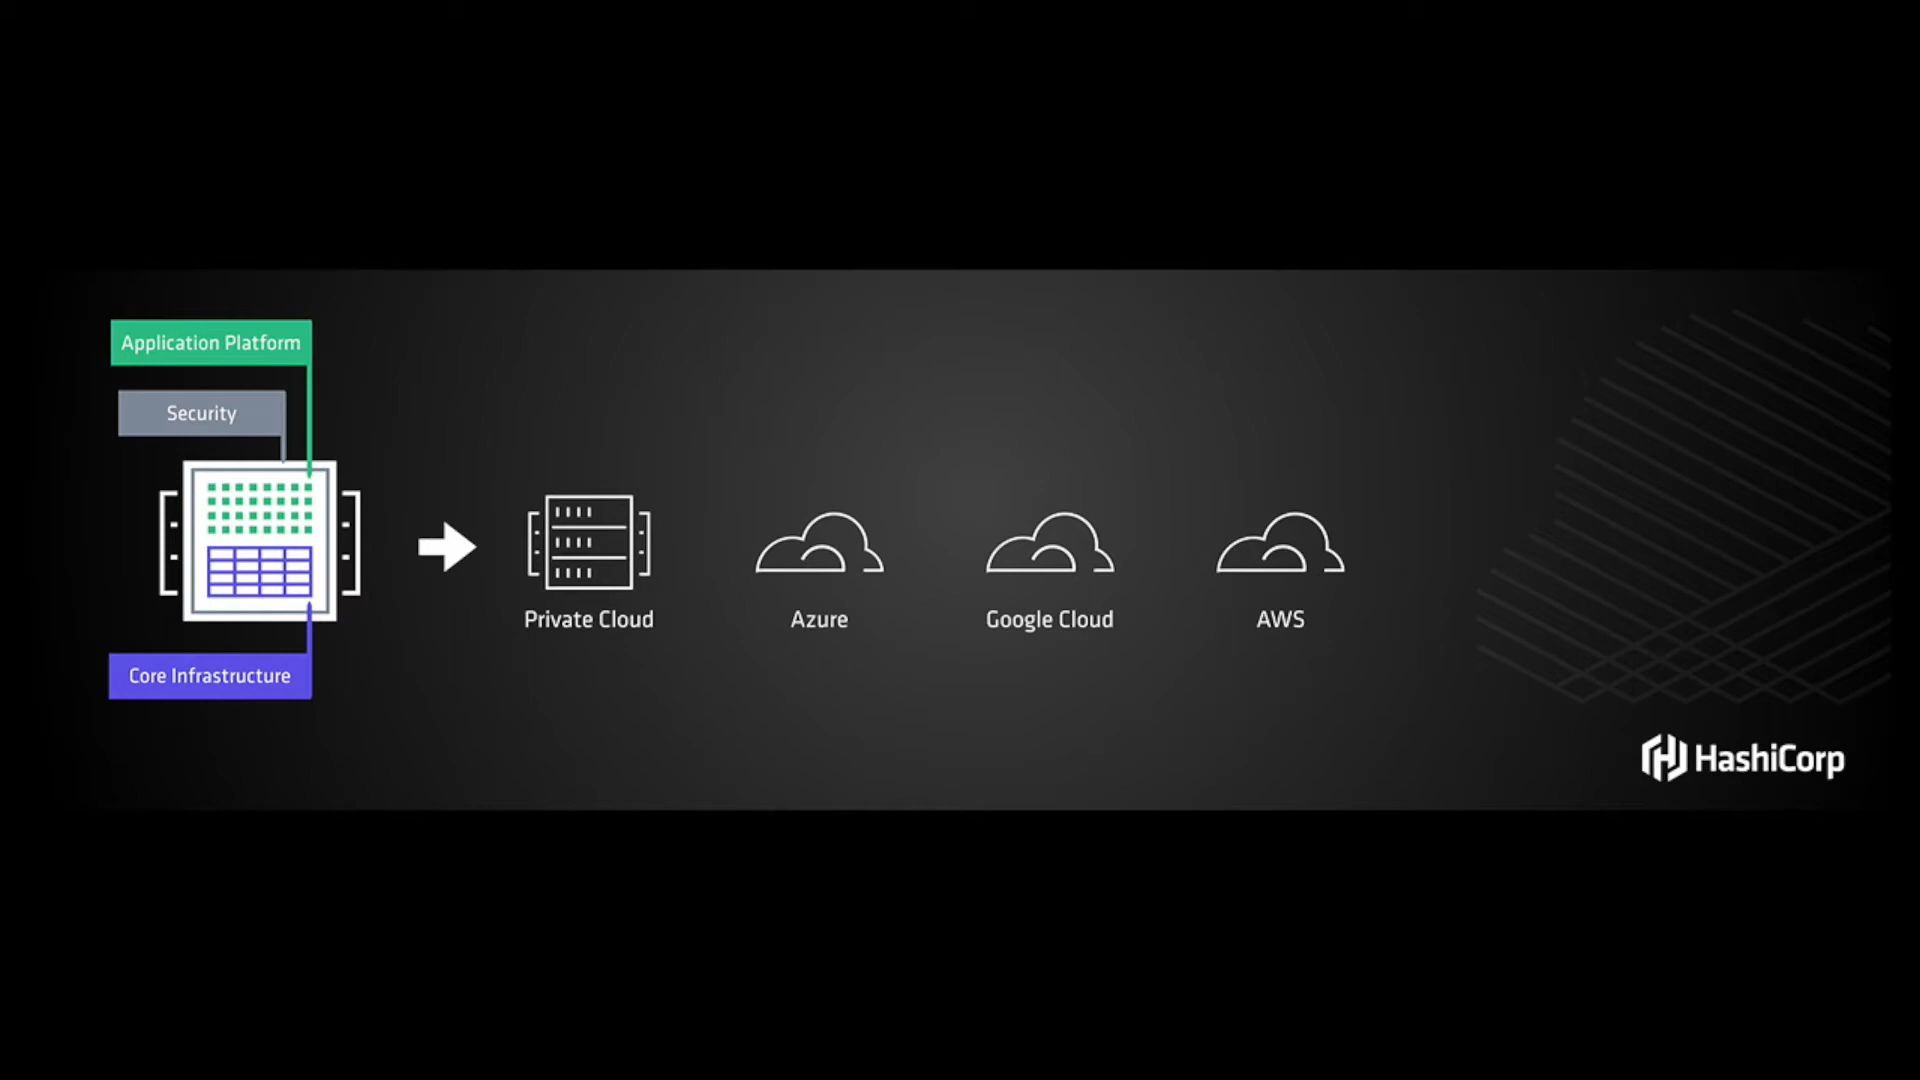 Application Platform
Security
Core Infrastructure
Private Cloud
Azure
Google Cloud
AWS
HashiCorp